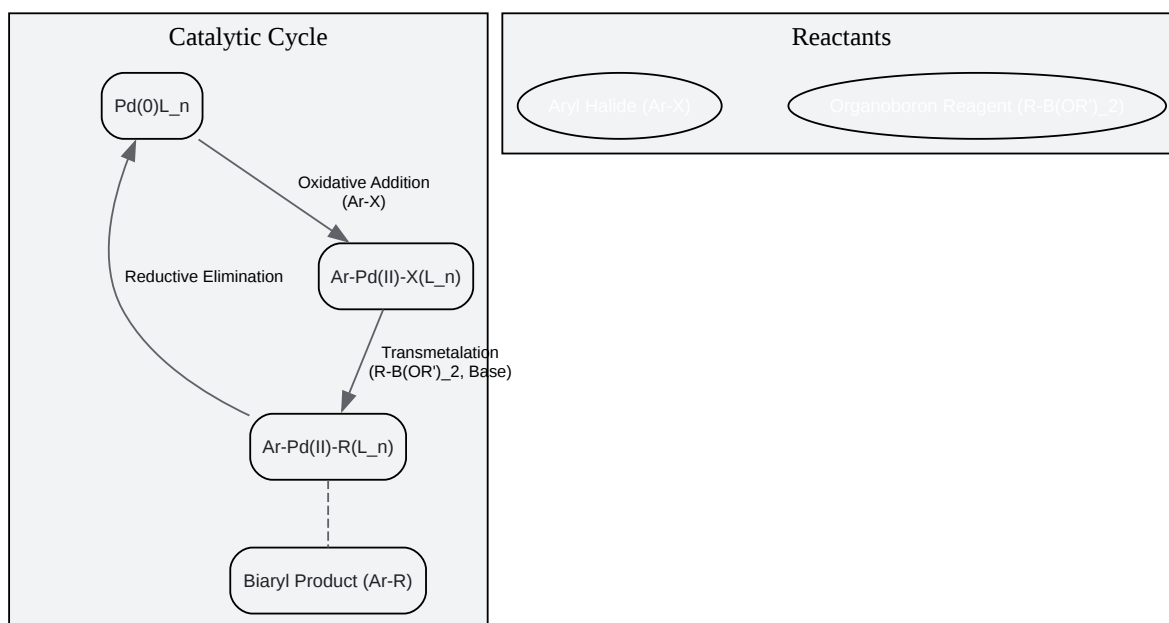 Catalytic Cycle
Pd(0)L_n
Oxidative Addition
(Ar-X)
Ar-Pd(II)-X(L_n)
Reductive Elimination
Transmetalation
(R-B(OR')_2, Base)
Ar-Pd(II)-R(L_n)
Biaryl Product (Ar-R)
Reactants
Aryl Halide (Ar-X)
Organoboron Reagent (R-B(OR')_2)